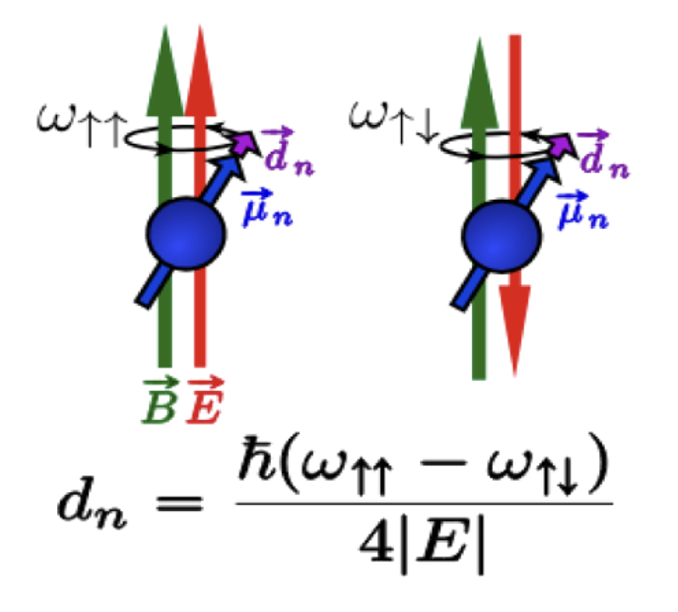 ω↑↑ d⃗ₙ ω↑↓ d⃗ₙ
μ⃗ₙ μ⃗ₙ
B⃗ E⃗
dₙ = ħ(ω↑↑ − ω↑↓) / 4|E|